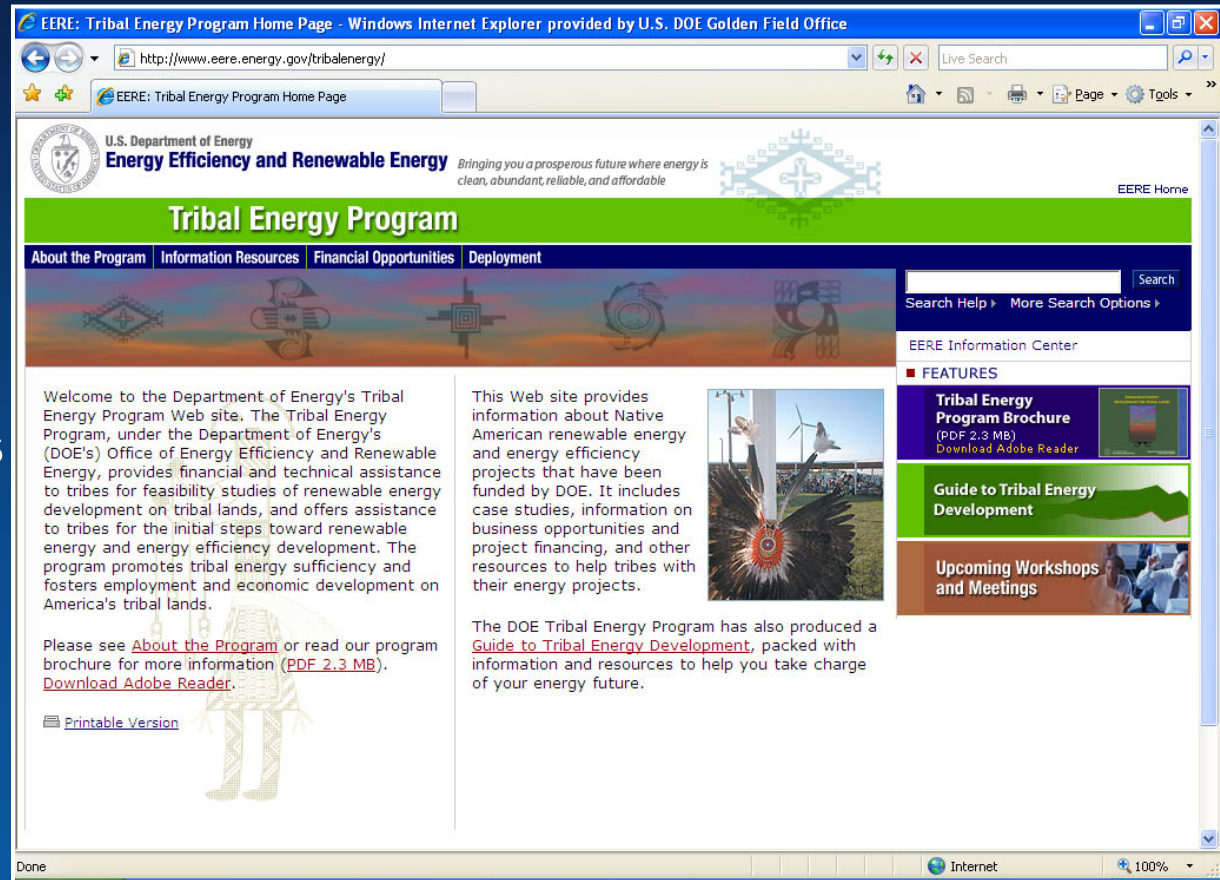 EERE: Tribal Energy Program Home Page - Windows Internet Explorer provided by U.S. DOE Golden Field Office
http://www.eere.energy.gov/tribalenergy/
Live Search
EERE: Tribal Energy Program Home Page
Page
Tools
»
U.S. Department of Energy
Energy Efficiency and Renewable Energy
Bringing you a prosperous future where energy is
clean, abundant, reliable, and affordable
EERE Home
Tribal Energy Program
About the Program
Information Resources
Financial Opportunities
Deployment
Search
Search Help
More Search Options
EERE Information Center
FEATURES
Tribal Energy
Program Brochure
(PDF 2.3 MB)
Download Adobe Reader
Guide to Tribal Energy
Development
Upcoming Workshops
and Meetings
Welcome to the Department of Energy's Tribal
Energy Program Web site. The Tribal Energy
Program, under the Department of Energy's
(DOE's) Office of Energy Efficiency and Renewable
Energy, provides financial and technical assistance
to tribes for feasibility studies of renewable energy
development on tribal lands, and offers assistance
to tribes for the initial steps toward renewable
energy and energy efficiency development. The
program promotes tribal energy sufficiency and
fosters employment and economic development on
America's tribal lands.
Please see About the Program or read our program
brochure for more information (PDF 2.3 MB).
Download Adobe Reader.
Printable Version
This Web site provides
information about Native
American renewable energy
and energy efficiency
projects that have been
funded by DOE. It includes
case studies, information on
business opportunities and
project financing, and other
resources to help tribes with
their energy projects.
The DOE Tribal Energy Program has also produced a
Guide to Tribal Energy Development, packed with
information and resources to help you take charge
of your energy future.
Done
Internet
100%